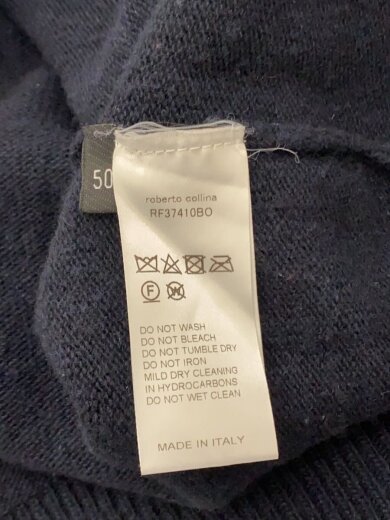 50
roberto collina
RF37410BO
F
W
DO NOT WASH
DO NOT BLEACH
DO NOT TUMBLE DRY
DO NOT IRON
MILD DRY CLEANING
IN HYDROCARBONS
DO NOT WET CLEAN
MADE IN ITALY